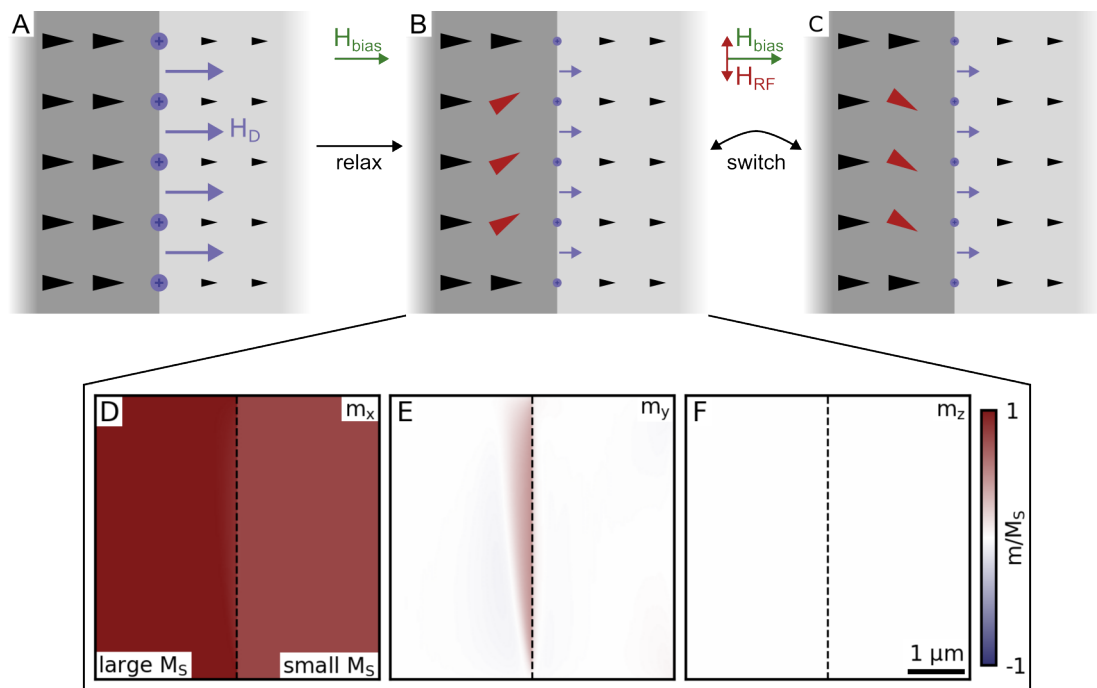 A
H_bias
H_D
relax
B
H_bias
H_RF
switch
C
D
m_x
large M_S
small M_S
E
m_y
F
m_z
1 μm
1
m/M_S
-1